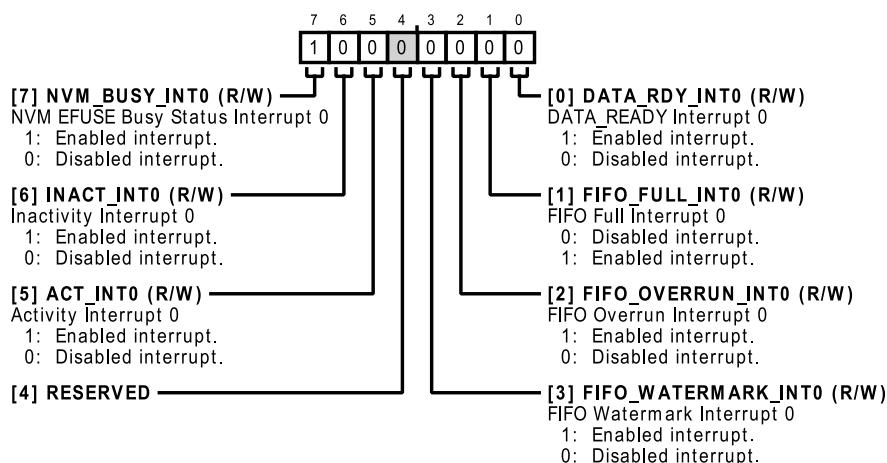 7 6 5 4 3 2 1 0
1 0 0 0 0 0 0 0
[7] NVM_BUSY_INT0 (R/W)
NVM EFUSE Busy Status Interrupt 0
1: Enabled interrupt.
0: Disabled interrupt.
[6] INACT_INT0 (R/W)
Inactivity Interrupt 0
1: Enabled interrupt.
0: Disabled interrupt.
[5] ACT_INT0 (R/W)
Activity Interrupt 0
1: Enabled interrupt.
0: Disabled interrupt.
[4] RESERVED
[0] DATA_RDY_INT0 (R/W)
DATA_READY Interrupt 0
1: Enabled interrupt.
0: Disabled interrupt.
[1] FIFO_FULL_INT0 (R/W)
FIFO Full Interrupt 0
0: Disabled interrupt.
1: Enabled interrupt.
[2] FIFO_OVERRUN_INT0 (R/W)
FIFO Overrun Interrupt 0
1: Enabled interrupt.
0: Disabled interrupt.
[3] FIFO_WATERMARK_INT0 (R/W)
FIFO Watermark Interrupt 0
1: Enabled interrupt.
0: Disabled interrupt.